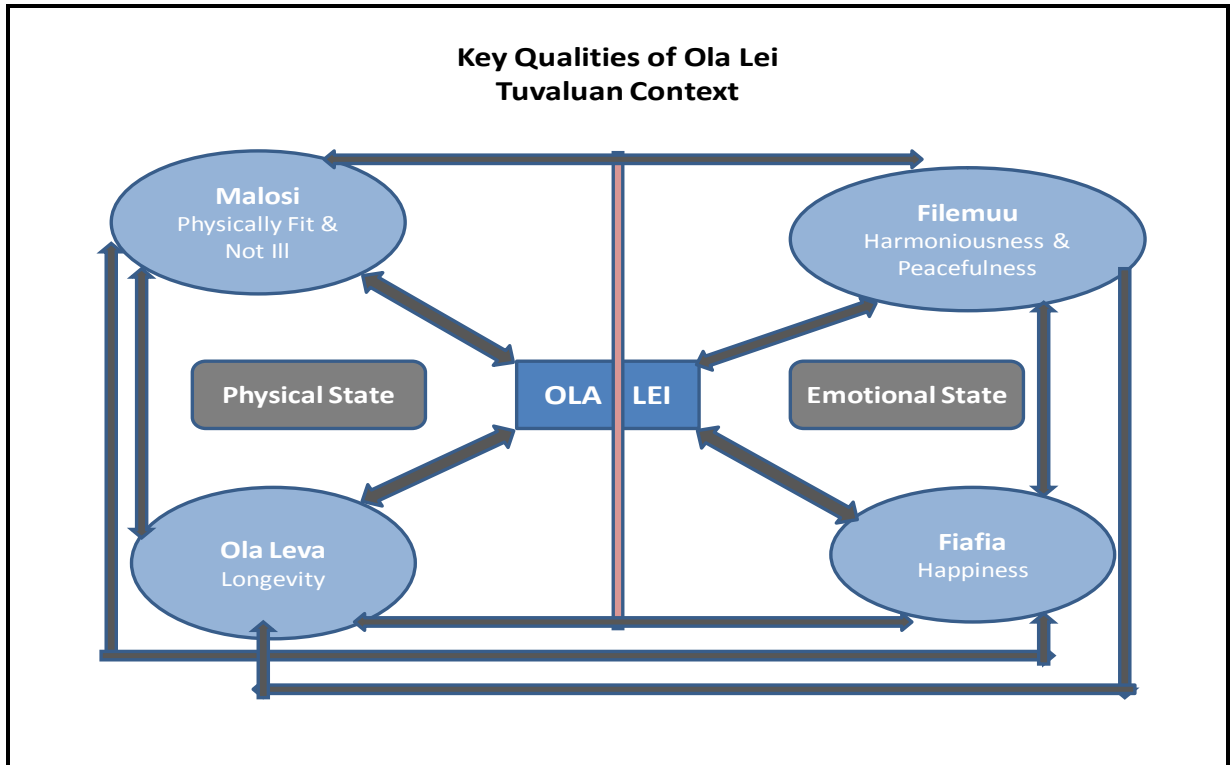 Key Qualities of Ola Lei
Tuvaluan Context
Malosi
Physically Fit &
Not Ill
Filemuu
Harmoniousness &
Peacefulness
Physical State
OLA LEI
Emotional State
Ola Leva
Longevity
Fiafia
Happiness